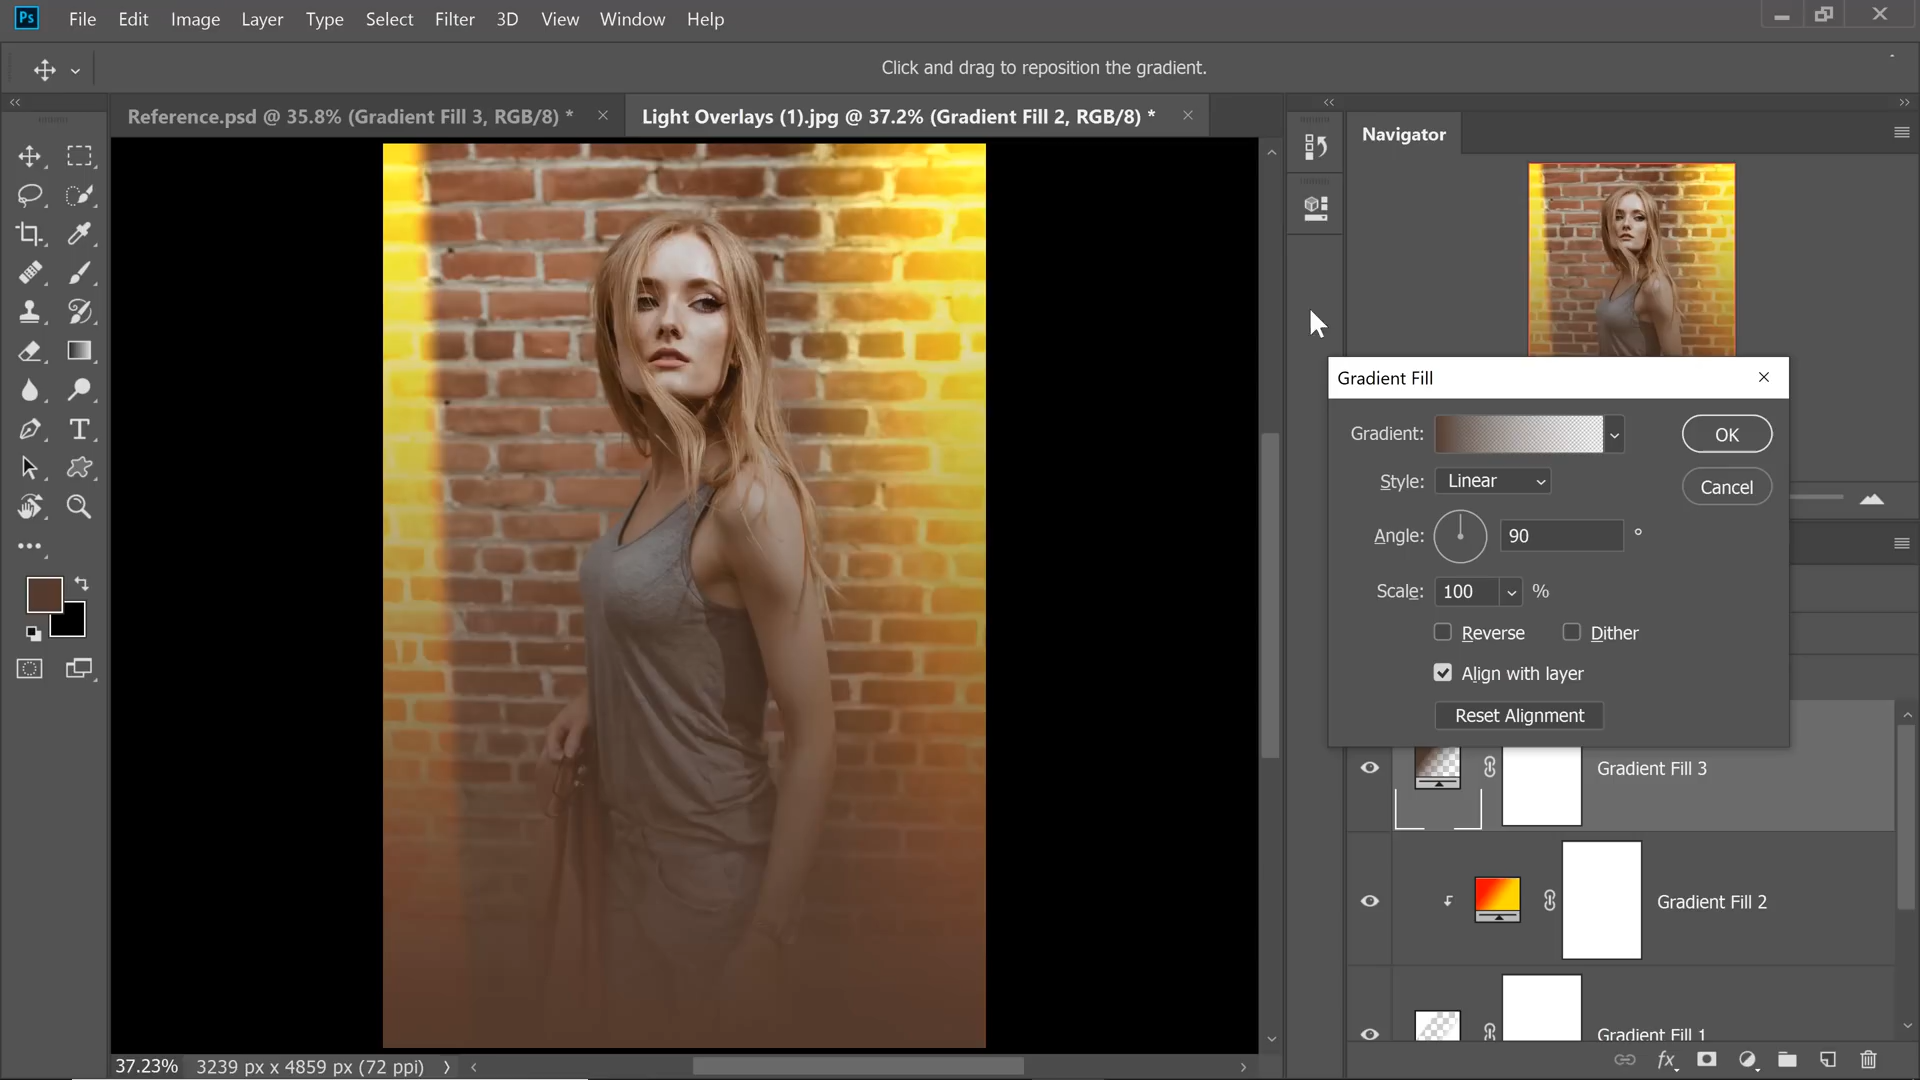 Ps File Edit Image Layer Type Select Filter 3D View Window Help
Click and drag to reposition the gradient.
Reference.psd @ 35.8% (Gradient Fill 3, RGB/8) *
Light Overlays (1).jpg @ 37.2% (Gradient Fill 2, RGB/8) *
Navigator
Gradient Fill
Gradient:
OK
Style: Linear
Cancel
Angle: 90 °
Scale: 100 %
Reverse Dither
Align with layer
Reset Alignment
Gradient Fill 3
Gradient Fill 2
Gradient Fill 1
37.23% 3239 px x 4859 px (72 ppi)
fx